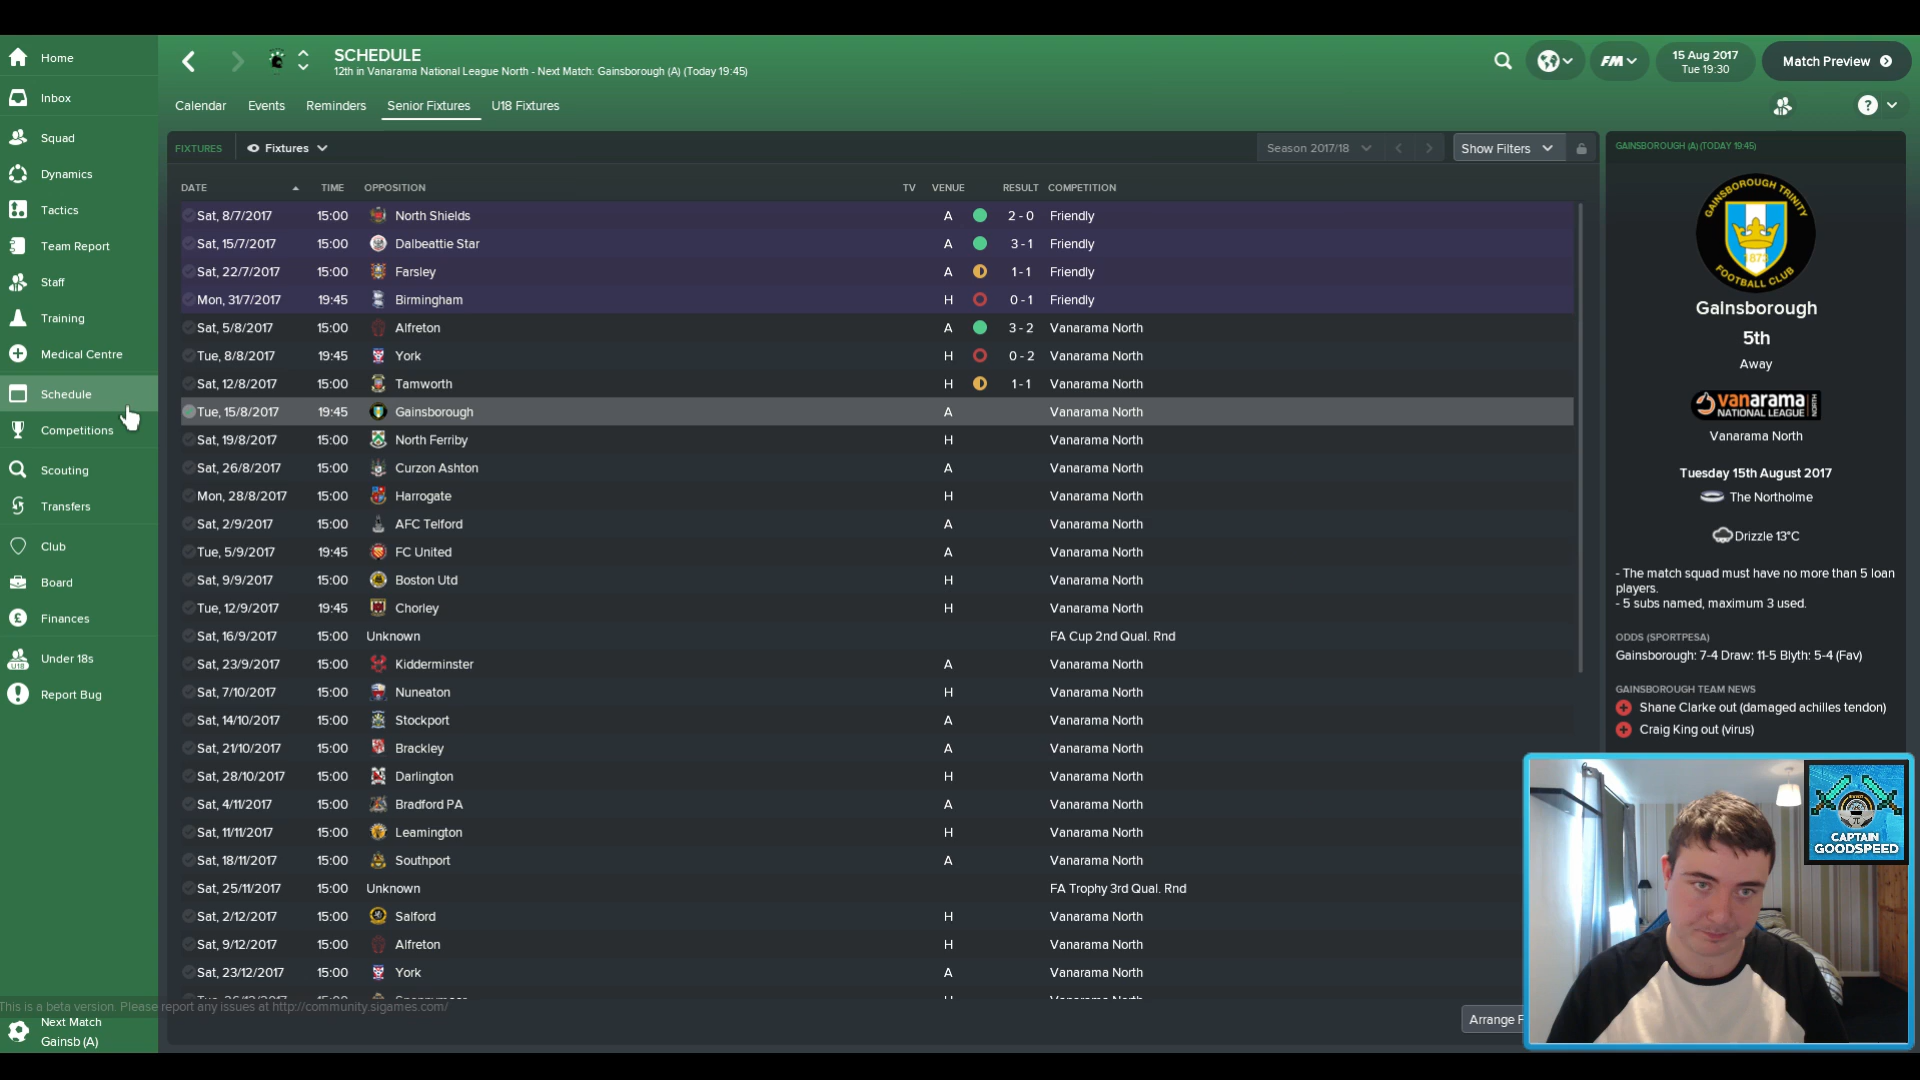 Home
Inbox
Squad
Dynamics
Tactics
Team Report
Staff
Training
Medical Centre
Schedule
Competitions
Scouting
Transfers
Club
Board
Finances
Under 18s
Report Bug
Next Match
Gainsb (A)
SCHEDULE
12th in Vanarama National League North - Next Match: Gainsborough (A) (Today 19:45)
FM
15 Aug 2017
Tue 19:30
Match Preview
Calendar Events Reminders Senior Fixtures U18 Fixtures
?
FIXTURES Fixtures Season 2017/18 Show Filters
DATE TIME OPPOSITION TV VENUE RESULT COMPETITION
Sat, 8/7/2017 15:00 North Shields A 2 - 0 Friendly
Sat, 15/7/2017 15:00 Dalbeattie Star A 3 - 1 Friendly
Sat, 22/7/2017 15:00 Farsley A 1 - 1 Friendly
Mon, 31/7/2017 19:45 Birmingham H 0 - 1 Friendly
Sat, 5/8/2017 15:00 Alfreton A 3 - 2 Vanarama North
Tue, 8/8/2017 19:45 York H 0 - 2 Vanarama North
Sat, 12/8/2017 15:00 Tamworth H 1 - 1 Vanarama North
Tue, 15/8/2017 19:45 Gainsborough A Vanarama North
Sat, 19/8/2017 15:00 North Ferriby H Vanarama North
Sat, 26/8/2017 15:00 Curzon Ashton A Vanarama North
Mon, 28/8/2017 15:00 Harrogate H Vanarama North
Sat, 2/9/2017 15:00 AFC Telford A Vanarama North
Tue, 5/9/2017 19:45 FC United A Vanarama North
Sat, 9/9/2017 15:00 Boston Utd H Vanarama North
Tue, 12/9/2017 19:45 Chorley H Vanarama North
Sat, 16/9/2017 15:00 Unknown FA Cup 2nd Qual. Rnd
Sat, 23/9/2017 15:00 Kidderminster A Vanarama North
Sat, 7/10/2017 15:00 Nuneaton H Vanarama North
Sat, 14/10/2017 15:00 Stockport A Vanarama North
Sat, 21/10/2017 15:00 Brackley A Vanarama North
Sat, 28/10/2017 15:00 Darlington H Vanarama North
Sat, 4/11/2017 15:00 Bradford PA A Vanarama North
Sat, 11/11/2017 15:00 Leamington H Vanarama North
Sat, 18/11/2017 15:00 Southport A Vanarama North
Sat, 25/11/2017 15:00 Unknown FA Trophy 3rd Qual. Rnd
Sat, 2/12/2017 15:00 Salford H Vanarama North
Sat, 9/12/2017 15:00 Alfreton H Vanarama North
Sat, 23/12/2017 15:00 York A Vanarama North
This is a beta version. Please report any issues at http://community.sigames.com/
Arrange F
GAINSBOROUGH (A) (TODAY 19:45)
GAINSBOROUGH TRINITY
1873
FOOTBALL CLUB
Gainsborough
5th
Away
vanarama
NATIONAL LEAGUE NORTH
Vanarama North
Tuesday 15th August 2017
The Northolme
Drizzle 13°C
- The match squad must have no more than 5 loan
players.
- 5 subs named, maximum 3 used.
ODDS (SPORTPESA)
Gainsborough: 7-4 Draw: 11-5 Blyth: 5-4 (Fav)
GAINSBOROUGH TEAM NEWS
Shane Clarke out (damaged achilles tendon)
Craig King out (virus)
CAPTAIN
GOODSPEED